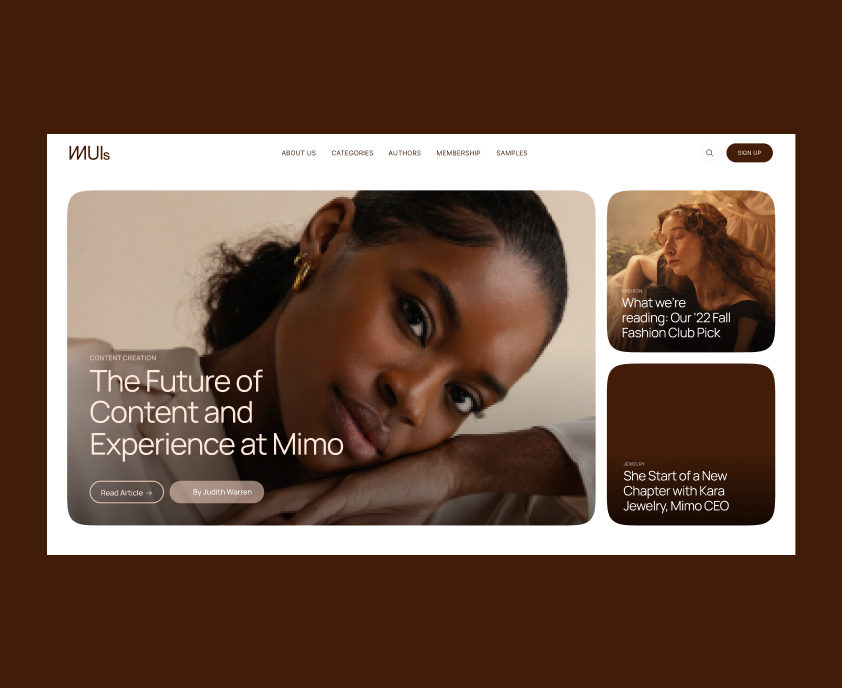 MUIs
ABOUT US
CATEGORIES
AUTHORS
MEMBERSHIP
SAMPLES
SIGN UP
CONTENT CREATION
The Future of
Content and
Experience at Mimo
Read Article →
By Judith Warren
FASHION
What we're
reading: Our '22 Fall
Fashion Club Pick
JEWELRY
She Start of a New
Chapter with Kara
Jewelry, Mimo CEO